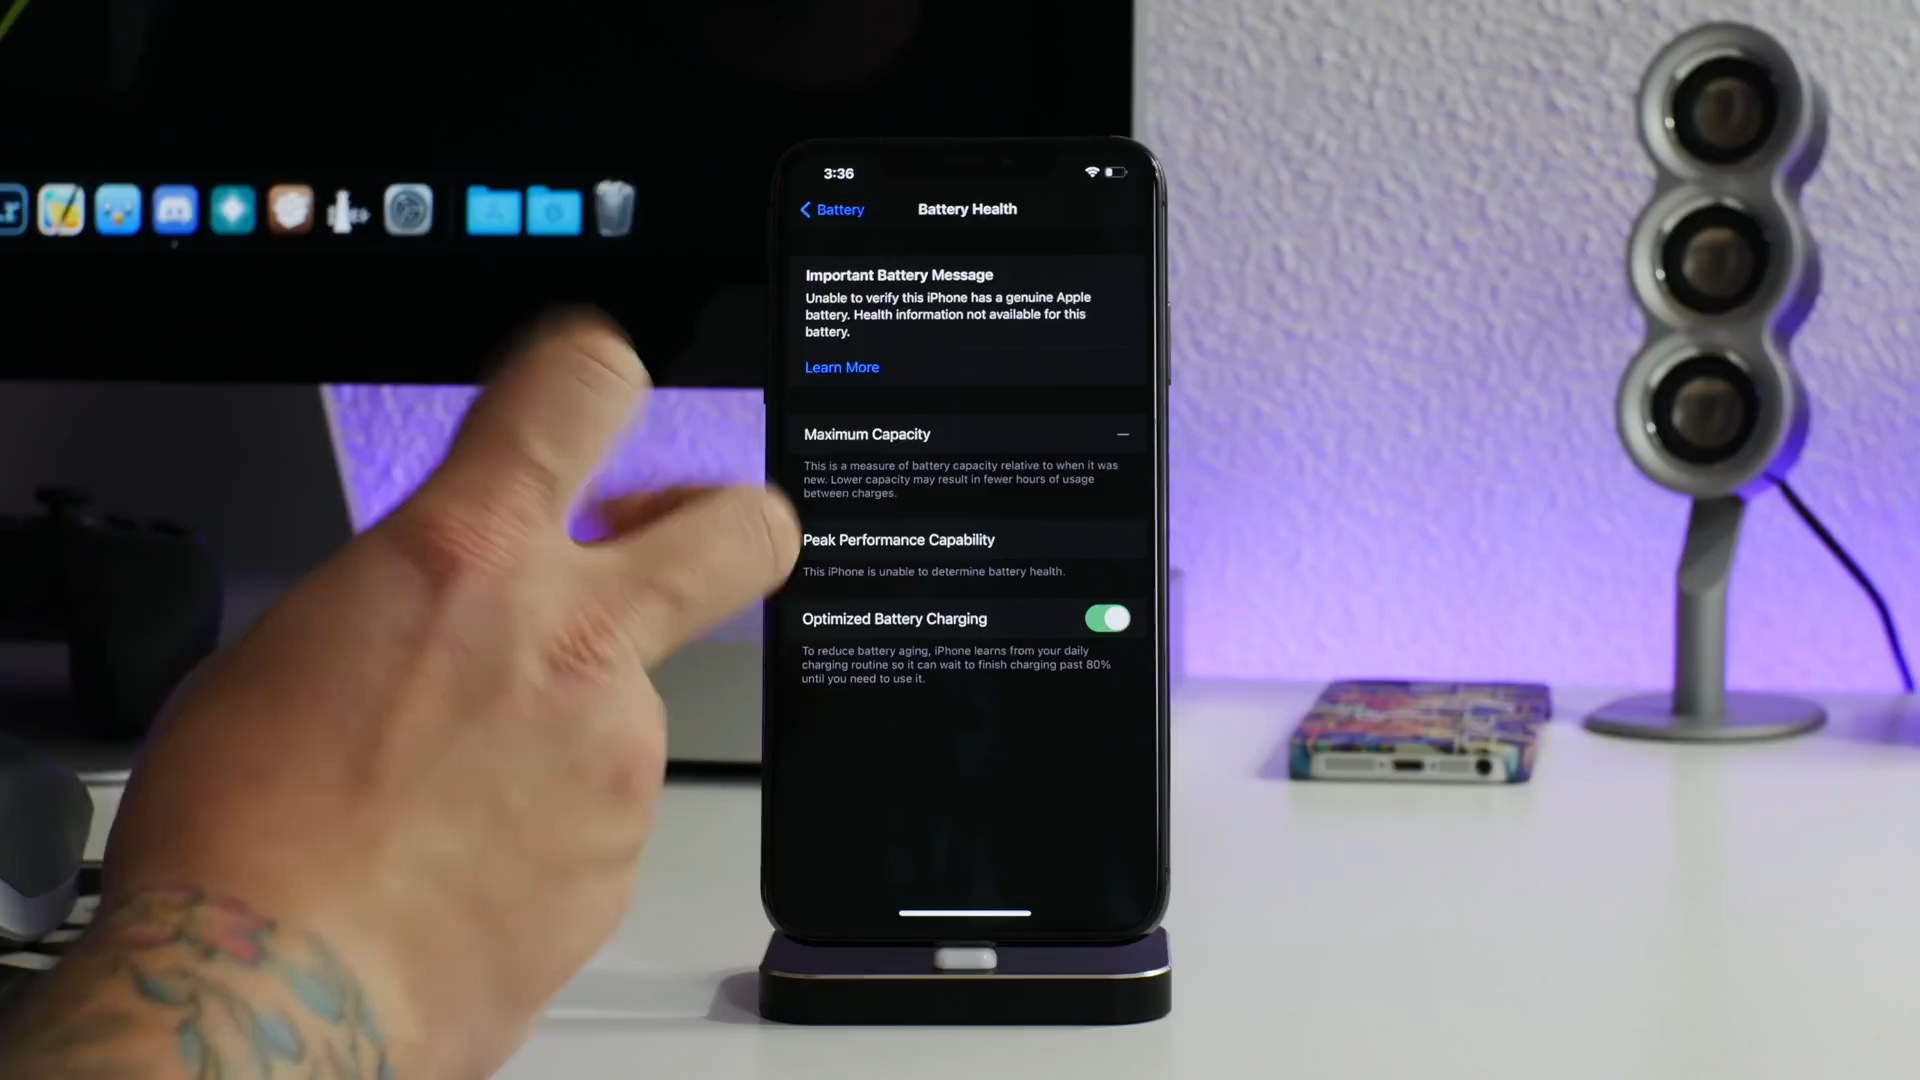 3:36
Battery
Battery Health
Important Battery Message
Unable to verify this iPhone has a genuine Apple
battery. Health information not available for this
battery.
Learn More
Maximum Capacity
—
This is a measure of battery capacity relative to when it was
new. Lower capacity may result in fewer hours of usage
between charges.
Peak Performance Capability
This iPhone is unable to determine battery health.
Optimized Battery Charging
To reduce battery aging, iPhone learns from your daily
charging routine so it can wait to finish charging past 80%
until you need to use it.